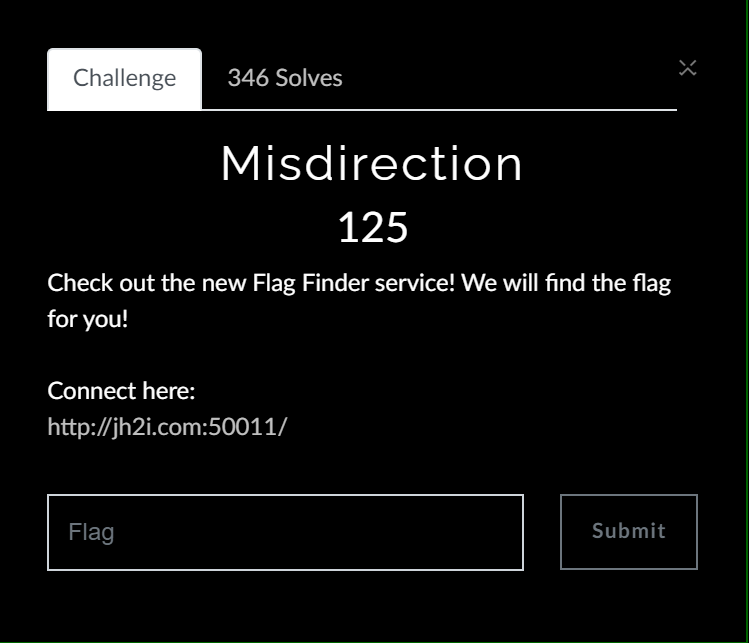 Challenge 346 Solves
Misdirection
125
Check out the new Flag Finder service! We will find the flag
for you!
Connect here:
http://jh2i.com:50011/
Flag Submit